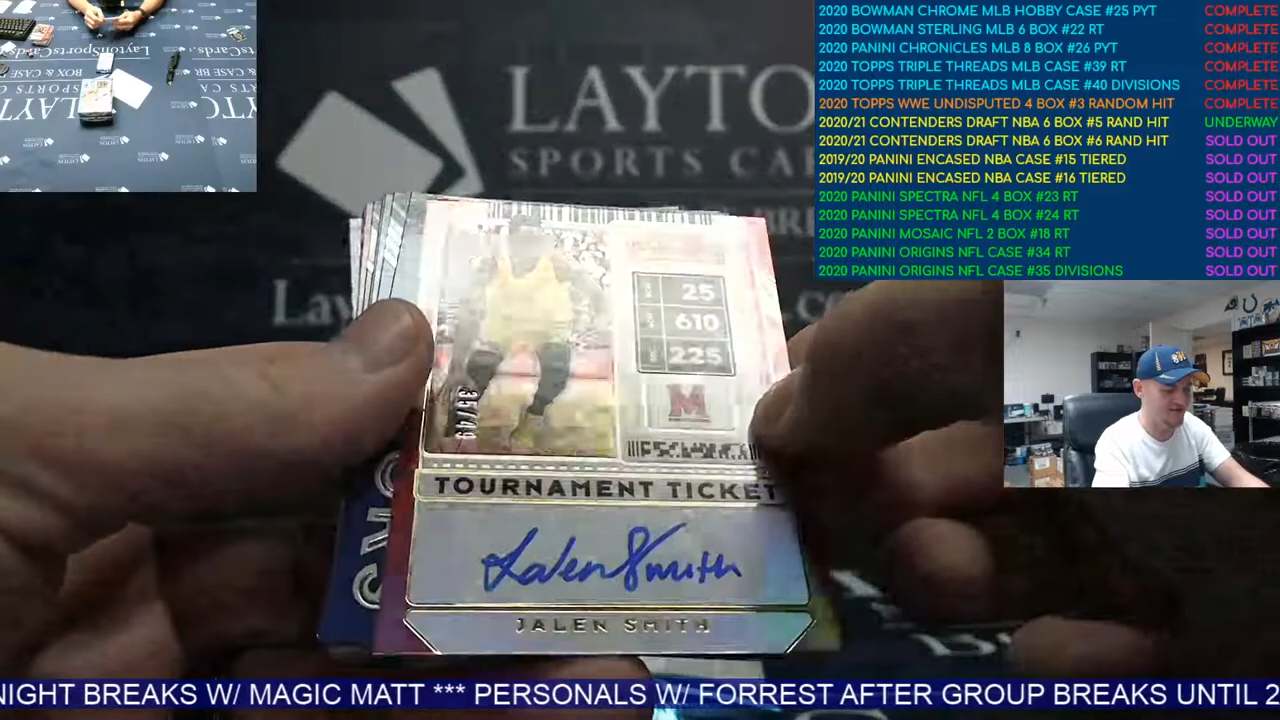 2020 BOWMAN CHROME MLB HOBBY CASE #25 PYT COMPLETE
2020 BOWMAN STERLING MLB 6 BOX #22 RT COMPLETE
2020 PANINI CHRONICLES MLB 8 BOX #26 PYT COMPLETE
2020 TOPPS TRIPLE THREADS MLB CASE #39 RT COMPLETE
2020 TOPPS TRIPLE THREADS MLB CASE #40 DIVISIONS COMPLETE
2020 TOPPS WWE UNDISPUTED 4 BOX #3 RANDOM HIT COMPLETE
2020/21 CONTENDERS DRAFT NBA 6 BOX #5 RAND HIT UNDERWAY
2020/21 CONTENDERS DRAFT NBA 6 BOX #6 RAND HIT SOLD OUT
2019/20 PANINI ENCASED NBA CASE #15 TIERED SOLD OUT
2019/20 PANINI ENCASED NBA CASE #16 TIERED SOLD OUT
2020 PANINI SPECTRA NFL 4 BOX #23 RT SOLD OUT
2020 PANINI SPECTRA NFL 4 BOX #24 RT SOLD OUT
2020 PANINI MOSAIC NFL 2 BOX #18 RT SOLD OUT
2020 PANINI ORIGINS NFL CASE #34 RT SOLD OUT
2020 PANINI ORIGINS NFL CASE #35 DIVISIONS SOLD OUT
LAYTO
SPORTS CA
Lay
25
610
225
M
35/49
TOURNAMENT TICKET
Jalen Smith
JALEN SMITH
NIGHT BREAKS W/ MAGIC MATT *** PERSONALS W/ FORREST AFTER GROUP BREAKS UNTIL 2